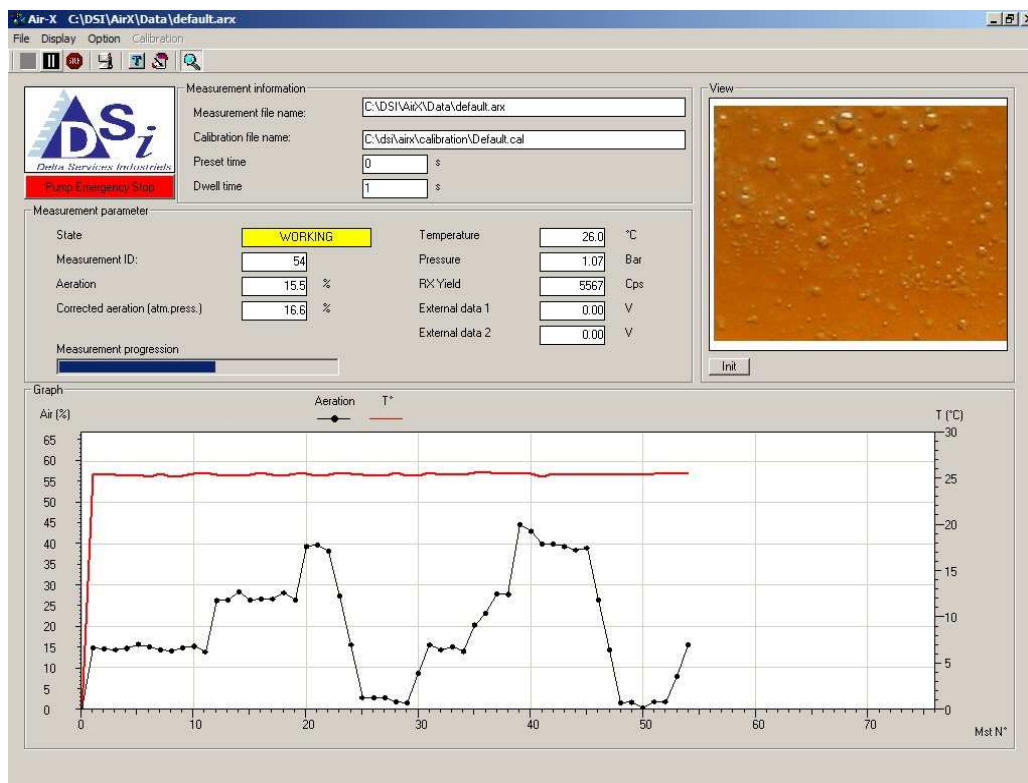 Air-X C:\DSI\AirX\Data\default.arx
File Display Option Calibration
STOP
T
Measurement information
Measurement file name: C:\DSI\AirX\Data\default.arx
Calibration file name: C:\dsi\airx\calibration\Default.cal
Preset time 0 s
Dwell time 1 s
DSi
Delta Services Industriels
Pump Emergency Stop
View
Init
Measurement parameter
State WORKING Temperature 26.0 °C
Measurement ID: 54 Pressure 1.07 Bar
Aeration 15.5 % RX Yield 5567 Cps
Corrected aeration (atm.press.) 16.6 % External data 1 0.00 V
External data 2 0.00 V
Measurement progression
Graph
Aeration T°
Air (%) T (°C)
65 60 55 50 45 40 35 30 25 20 15 10 5 0
30 25 20 15 10 5 0
0 10 20 30 40 50 60 70
Mst N°